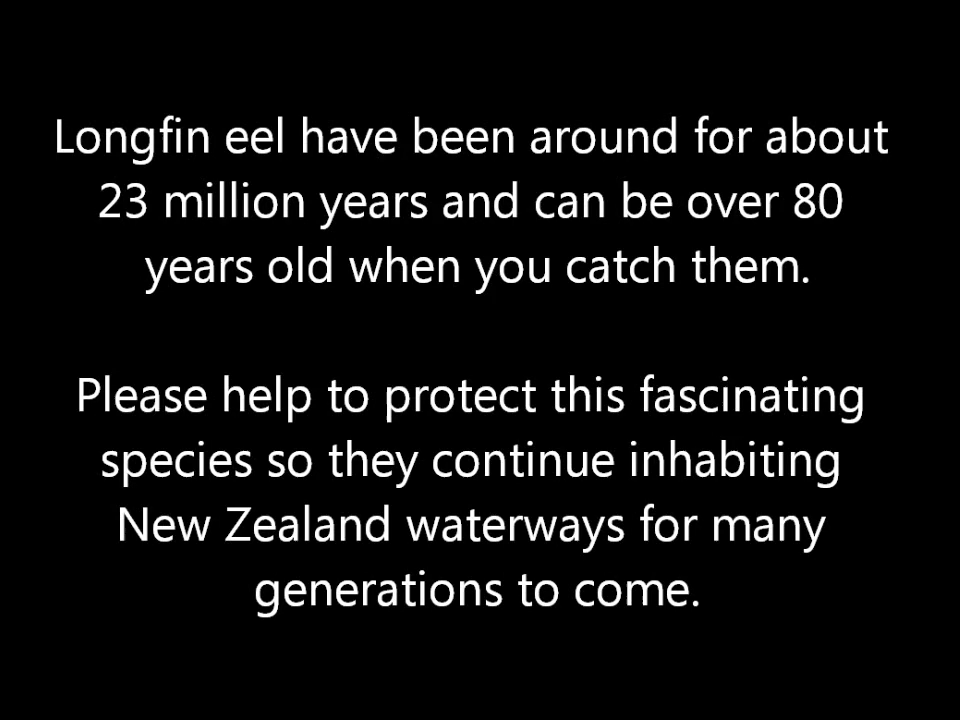 Longfin eel have been around for about
23 million years and can be over 80
years old when you catch them.
Please help to protect this fascinating
species so they continue inhabiting
New Zealand waterways for many
generations to come.